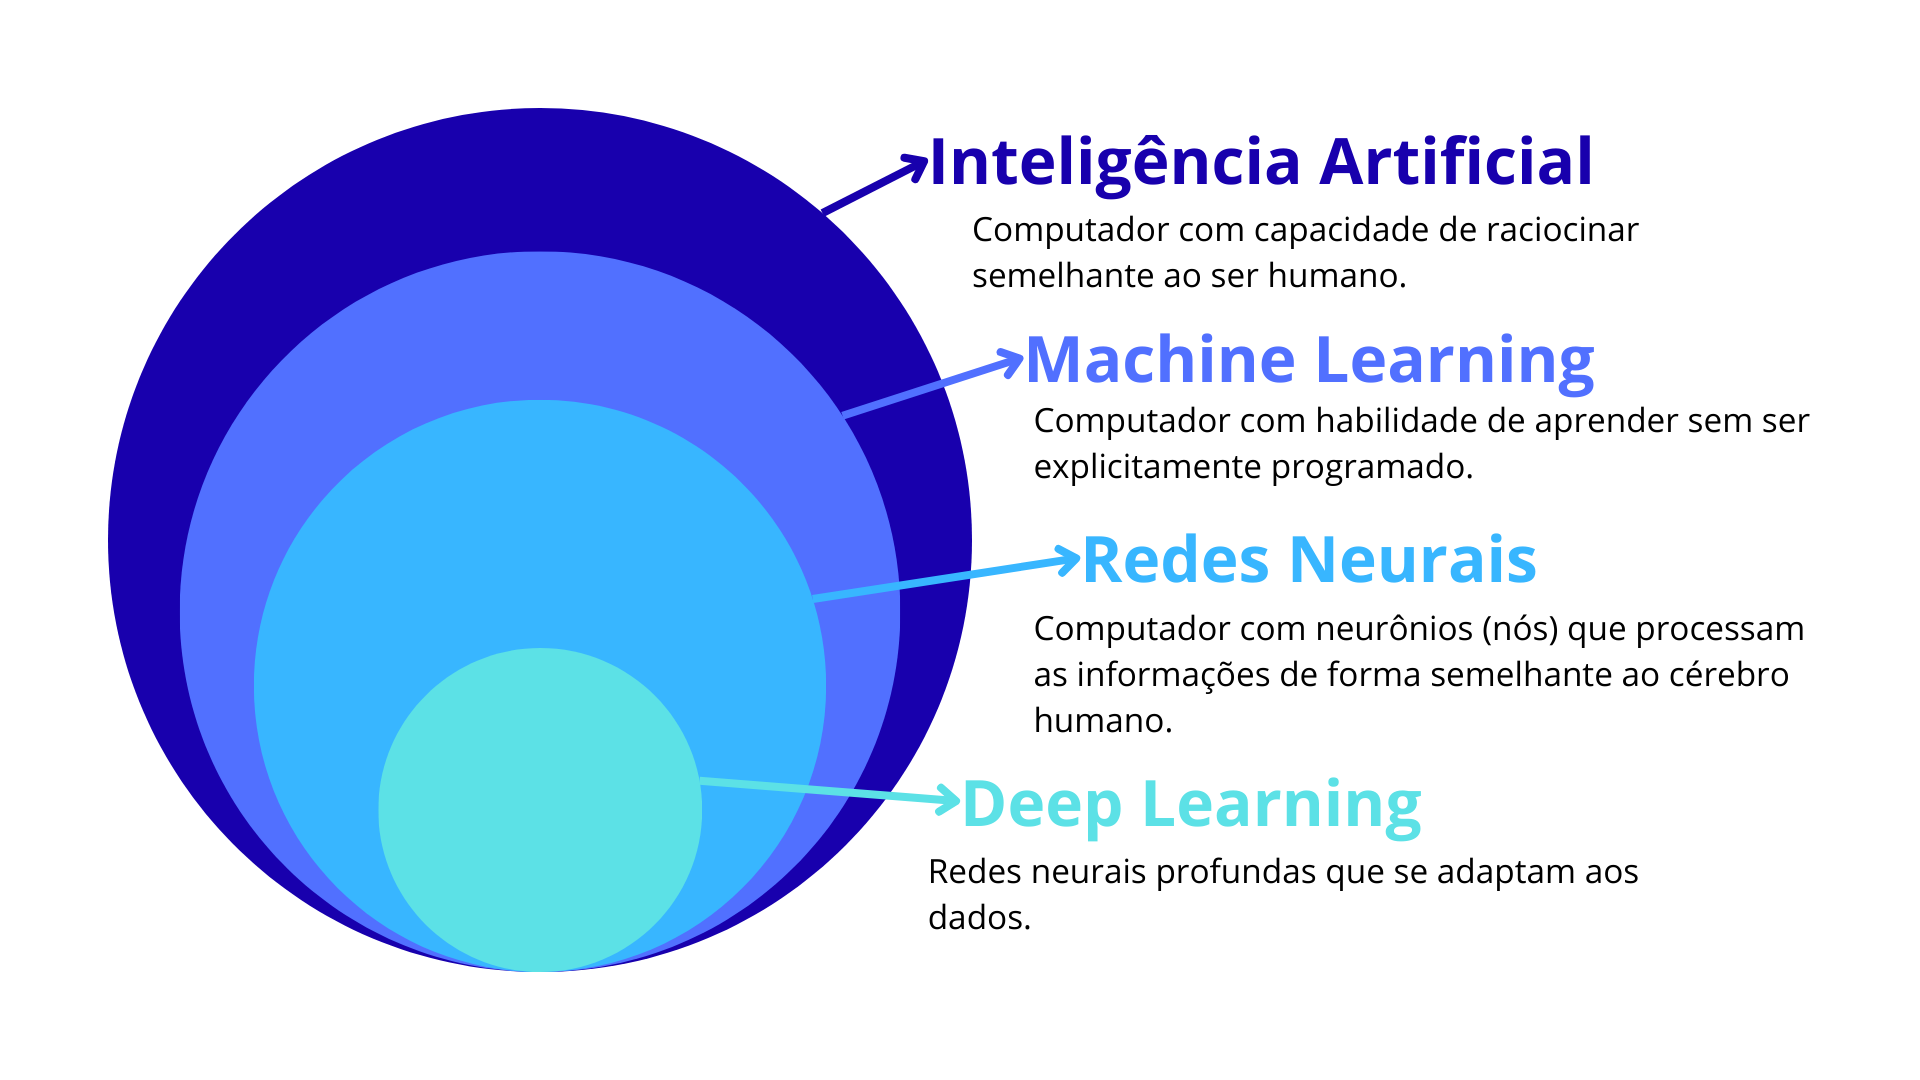 Inteligência Artificial
Computador com capacidade de raciocinar
semelhante ao ser humano.
Machine Learning
Computador com habilidade de aprender sem ser
explicitamente programado.
Redes Neurais
Computador com neurônios (nós) que processam
as informações de forma semelhante ao cérebro
humano.
Deep Learning
Redes neurais profundas que se adaptam aos
dados.